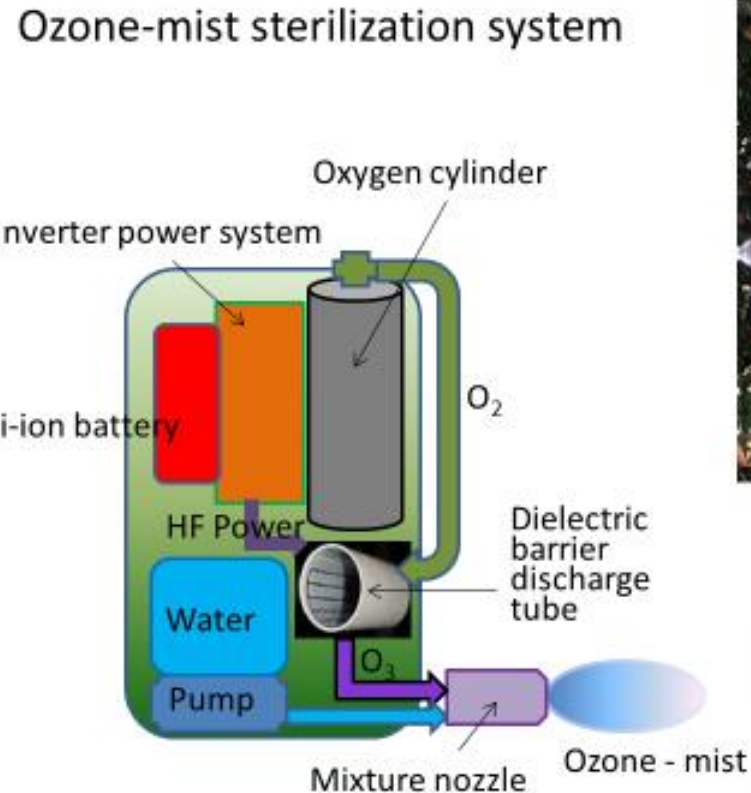 Ozone-mist sterilization system
Oxygen cylinder
nverter power system
O₂
i-ion battery
HF Power
Dielectric
barrier
discharge
tube
Water
O₃
Pump
Mixture nozzle
Ozone - mist